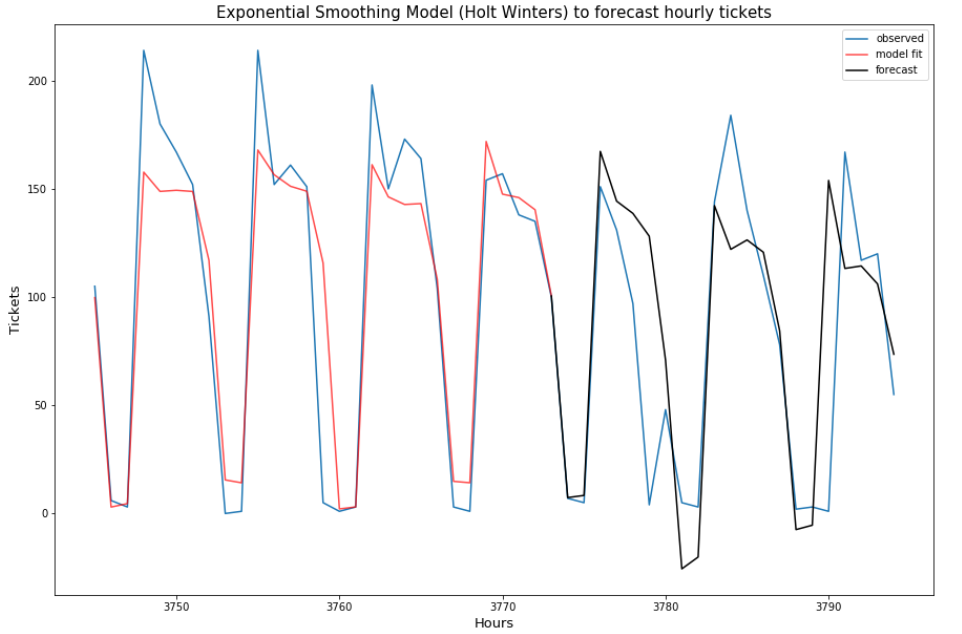 Exponential Smoothing Model (Holt Winters) to forecast hourly tickets
observed
model fit
forecast
200
150
100
50
0
Tickets
3750
3760
3770
3780
3790
Hours